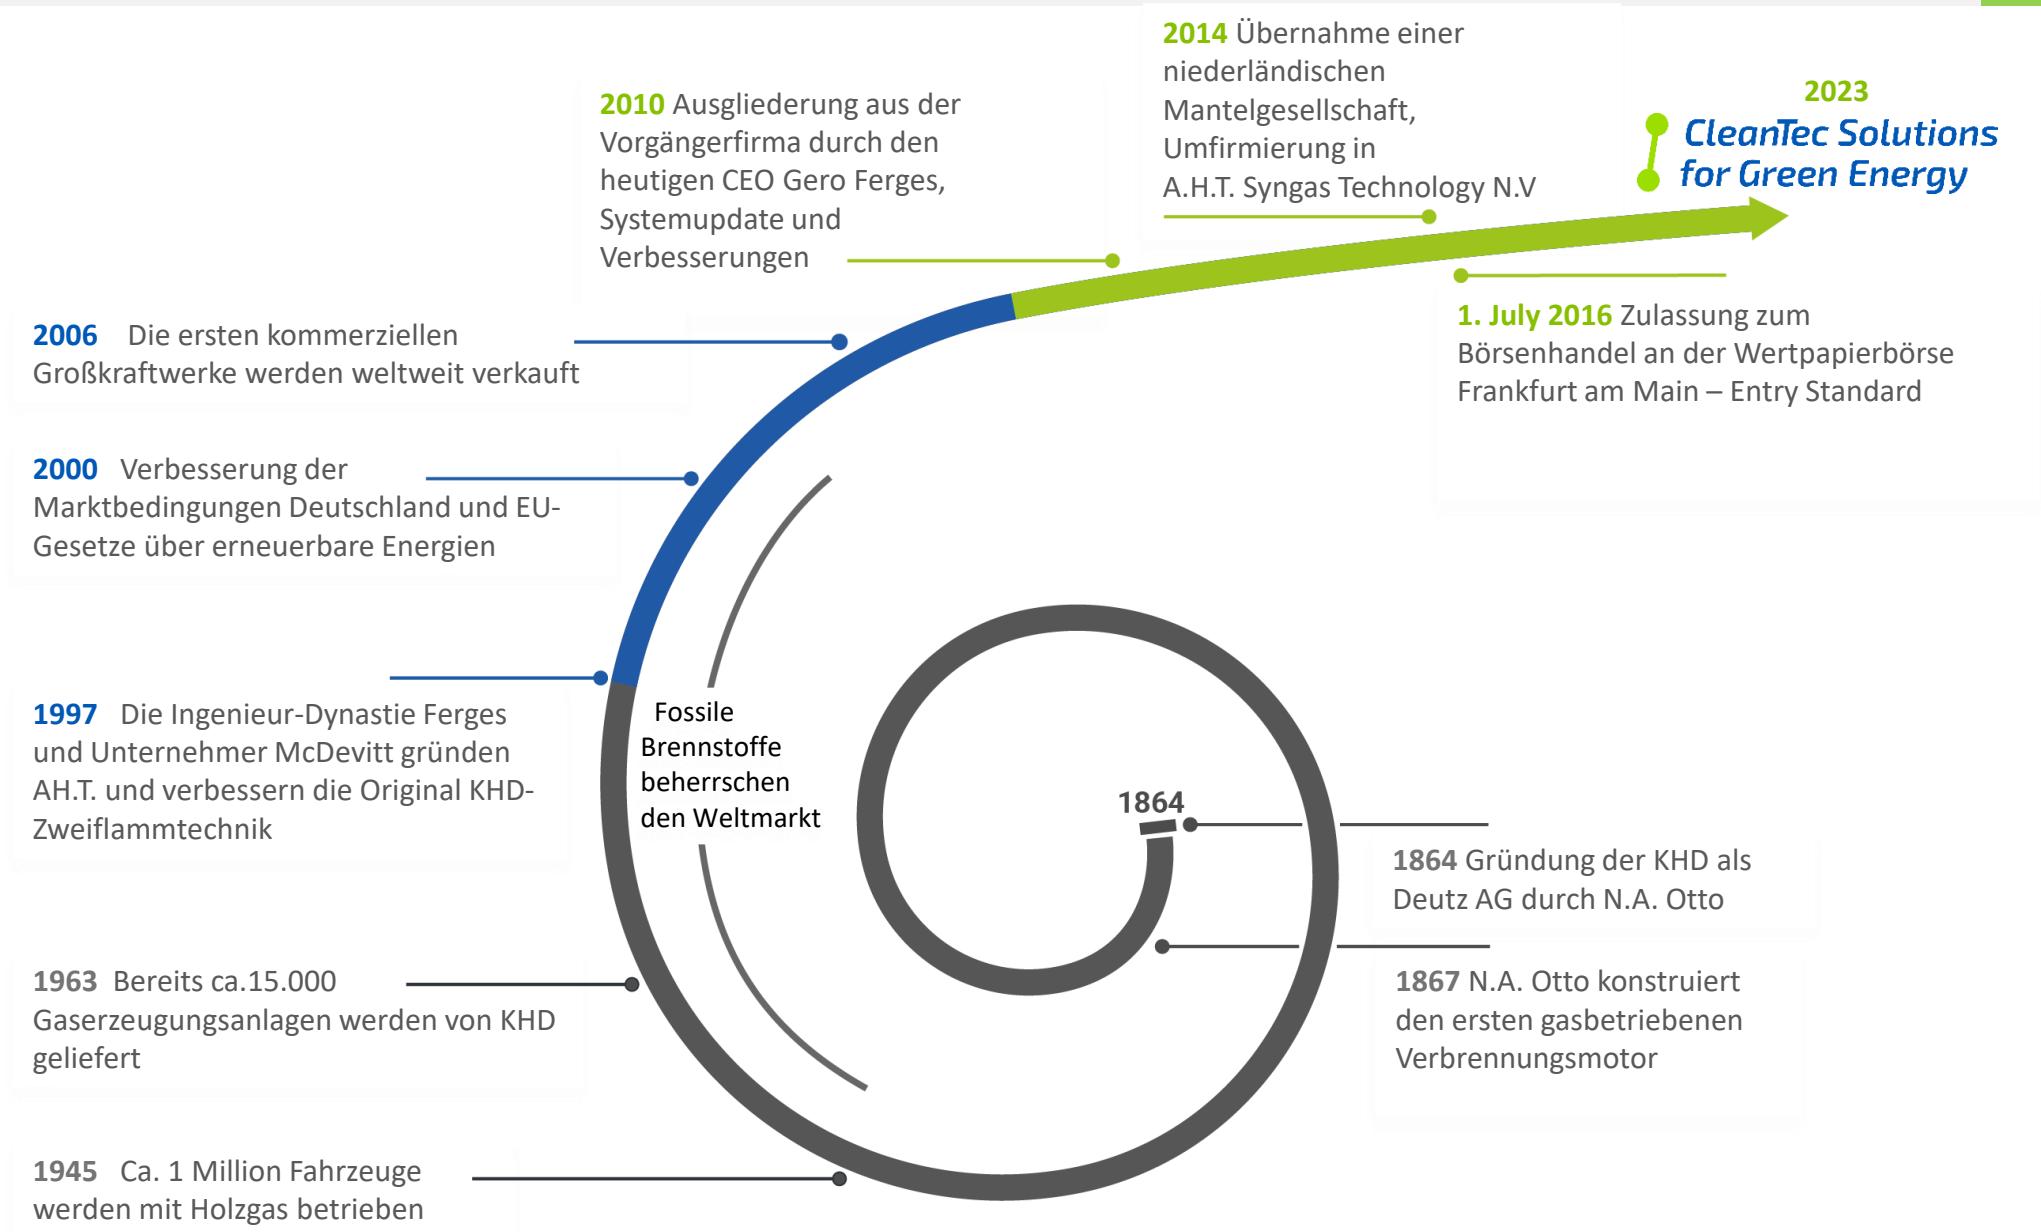 2014 Übernahme einer
niederländischen
Mantelgesellschaft,
Umfirmierung in
A.H.T. Syngas Technology N.V
2023
CleanTec Solutions
for Green Energy
2010 Ausgliederung aus der
Vorgängerfirma durch den
heutigen CEO Gero Ferges,
Systemupdate und
Verbesserungen
1. July 2016 Zulassung zum
Börsenhandel an der Wertpapierbörse
Frankfurt am Main – Entry Standard
2006 Die ersten kommerziellen
Großkraftwerke werden weltweit verkauft
2000 Verbesserung der
Marktbedingungen Deutschland und EU-
Gesetze über erneuerbare Energien
1997 Die Ingenieur-Dynastie Ferges
und Unternehmer McDevitt gründen
AH.T. und verbessern die Original KHD-
Zweiflammtechnik
Fossile
Brennstoffe
beherrschen
den Weltmarkt
1864
1864 Gründung der KHD als
Deutz AG durch N.A. Otto
1867 N.A. Otto konstruiert
den ersten gasbetriebenen
Verbrennungsmotor
1963 Bereits ca.15.000
Gaserzeugungsanlagen werden von KHD
geliefert
1945 Ca. 1 Million Fahrzeuge
werden mit Holzgas betrieben